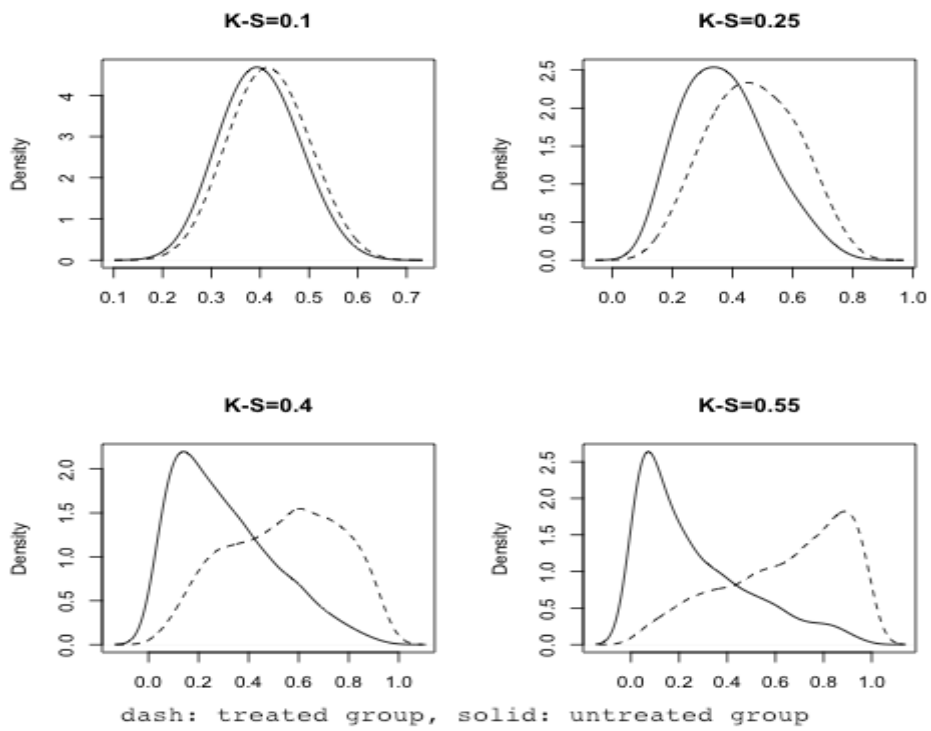 K-S=0.1
Density
0 1 2 3 4
0.1 0.2 0.3 0.4 0.5 0.6 0.7
K-S=0.25
Density
0.0 0.5 1.0 1.5 2.0 2.5
0.0 0.2 0.4 0.6 0.8 1.0
K-S=0.4
Density
0.0 0.5 1.0 1.5 2.0
0.0 0.2 0.4 0.6 0.8 1.0
K-S=0.55
Density
0.0 0.5 1.0 1.5 2.0 2.5
0.0 0.2 0.4 0.6 0.8 1.0
dash: treated group, solid: untreated group